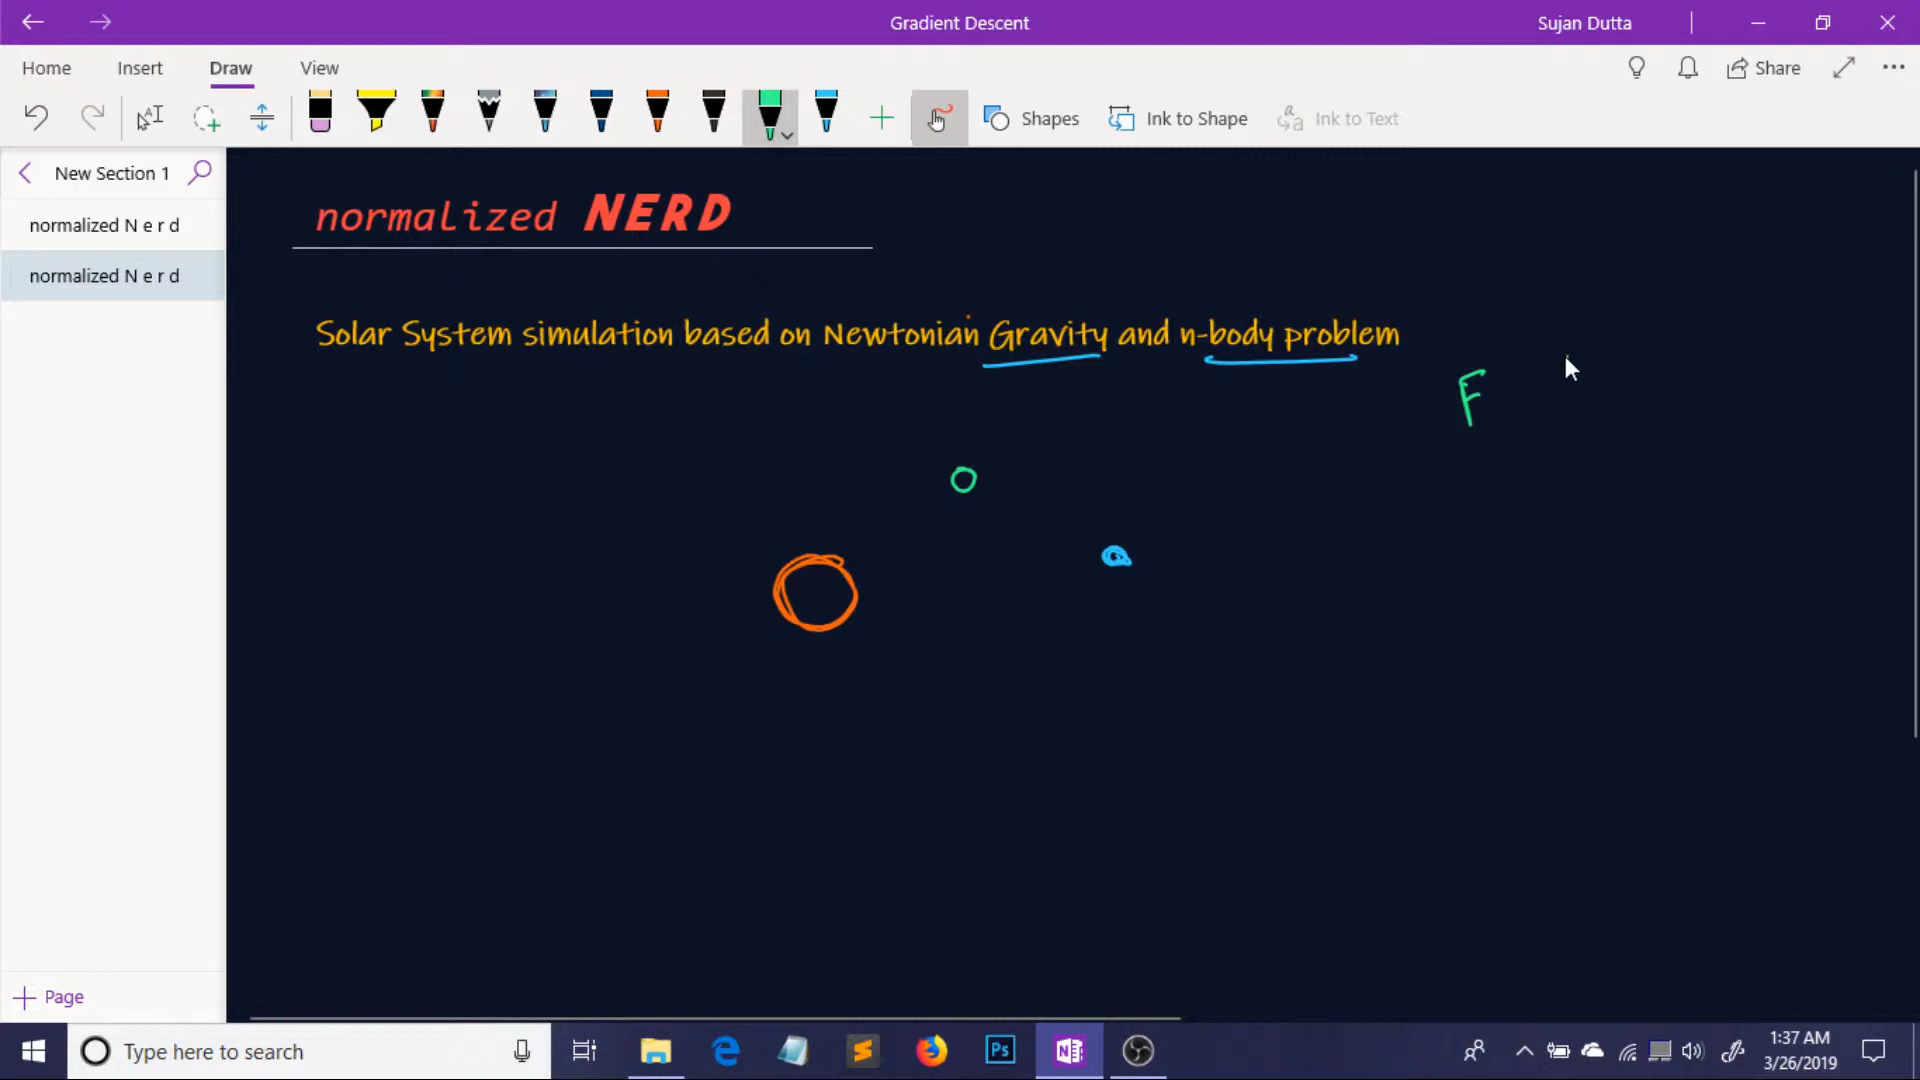 Gradient Descent
Sujan Dutta
Home Insert Draw View
Share
Shapes Ink to Shape Ink to Text
New Section 1
normalized N e r d
normalized N e r d
normalized NERD
Solar System simulation based on Newtonian Gravity and n-body problem
F
Page
Type here to search
Ps
N
1:37 AM
3/26/2019